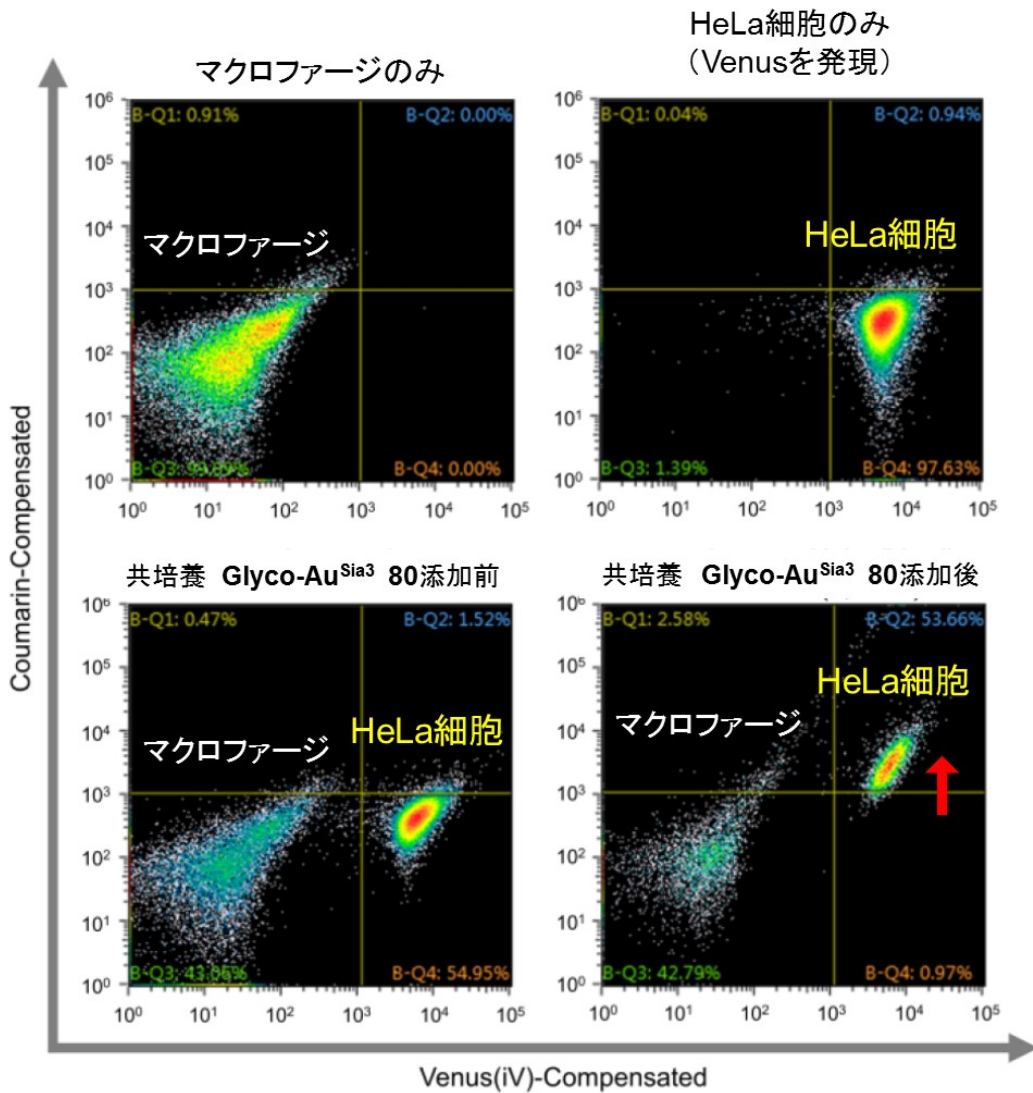 マクロファージのみ
HeLa細胞のみ
（Venusを発現）
B-Q1: 0.91%
B-Q2: 0.00%
マクロファージ
B-Q4: 0.00%
10⁶
10⁵
10⁴
10³
10²
10¹
10⁰
10⁰ 10¹ 10² 10³ 10⁴ 10⁵
B-Q1: 0.04%
B-Q2: 0.94%
HeLa細胞
B-Q3: 1.39%
B-Q4: 97.63%
10⁶
10⁵
10⁴
10³
10²
10¹
10⁰
10⁰ 10¹ 10² 10³ 10⁴ 10⁵
共培養 Glyco-Auˢⁱᵃ³ 80添加前
B-Q1: 0.47%
B-Q2: 1.52%
マクロファージ
HeLa細胞
B-Q4: 54.95%
10⁶
10⁵
10⁴
10³
10²
10¹
10⁰
10⁰ 10¹ 10² 10³ 10⁴ 10⁵
共培養 Glyco-Auˢⁱᵃ³ 80添加後
B-Q1: 2.58%
B-Q2: 53.66%
マクロファージ
HeLa細胞
B-Q3: 42.79%
B-Q4: 0.97%
10⁶
10⁵
10⁴
10³
10²
10¹
10⁰
10⁰ 10¹ 10² 10³ 10⁴ 10⁵
Coumarin-Compensated
Venus(iV)-Compensated